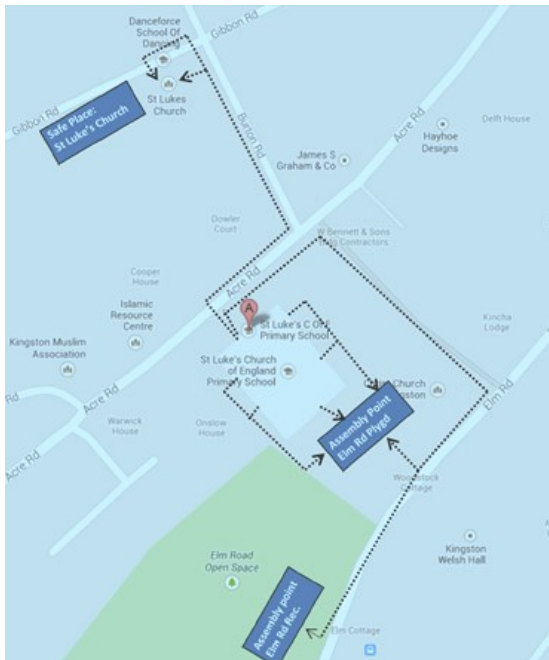 Danceforce
School Of
Dancing
Gibbon Rd
St Lukes
Church
Gibbon Rd
Safe Place:
St Luke's Church
Burton Rd
Acre Rd
Delft House
Hayhoe
Designs
James S
Graham & Co
Dowler
Court
W Bennett & Sons
Contractors
Cooper
House
Acre Rd
A
Islamic
Resource
Centre
St Luke's C Of E
Primary School
Kingston Muslim
Association
Kincha
Lodge
St Luke's Church
of England
Primary School
Church
Elm Rd
Rd
Acre Rd
Warwick
House
Onslow
House
Assembly Point
Elm Rd Plygd
Acre Rd
Woodstock
Cottage
Elm Road
Open Space
Kingston
Welsh Hall
Assembly point
Elm Rd Rec.
Elm Cottage